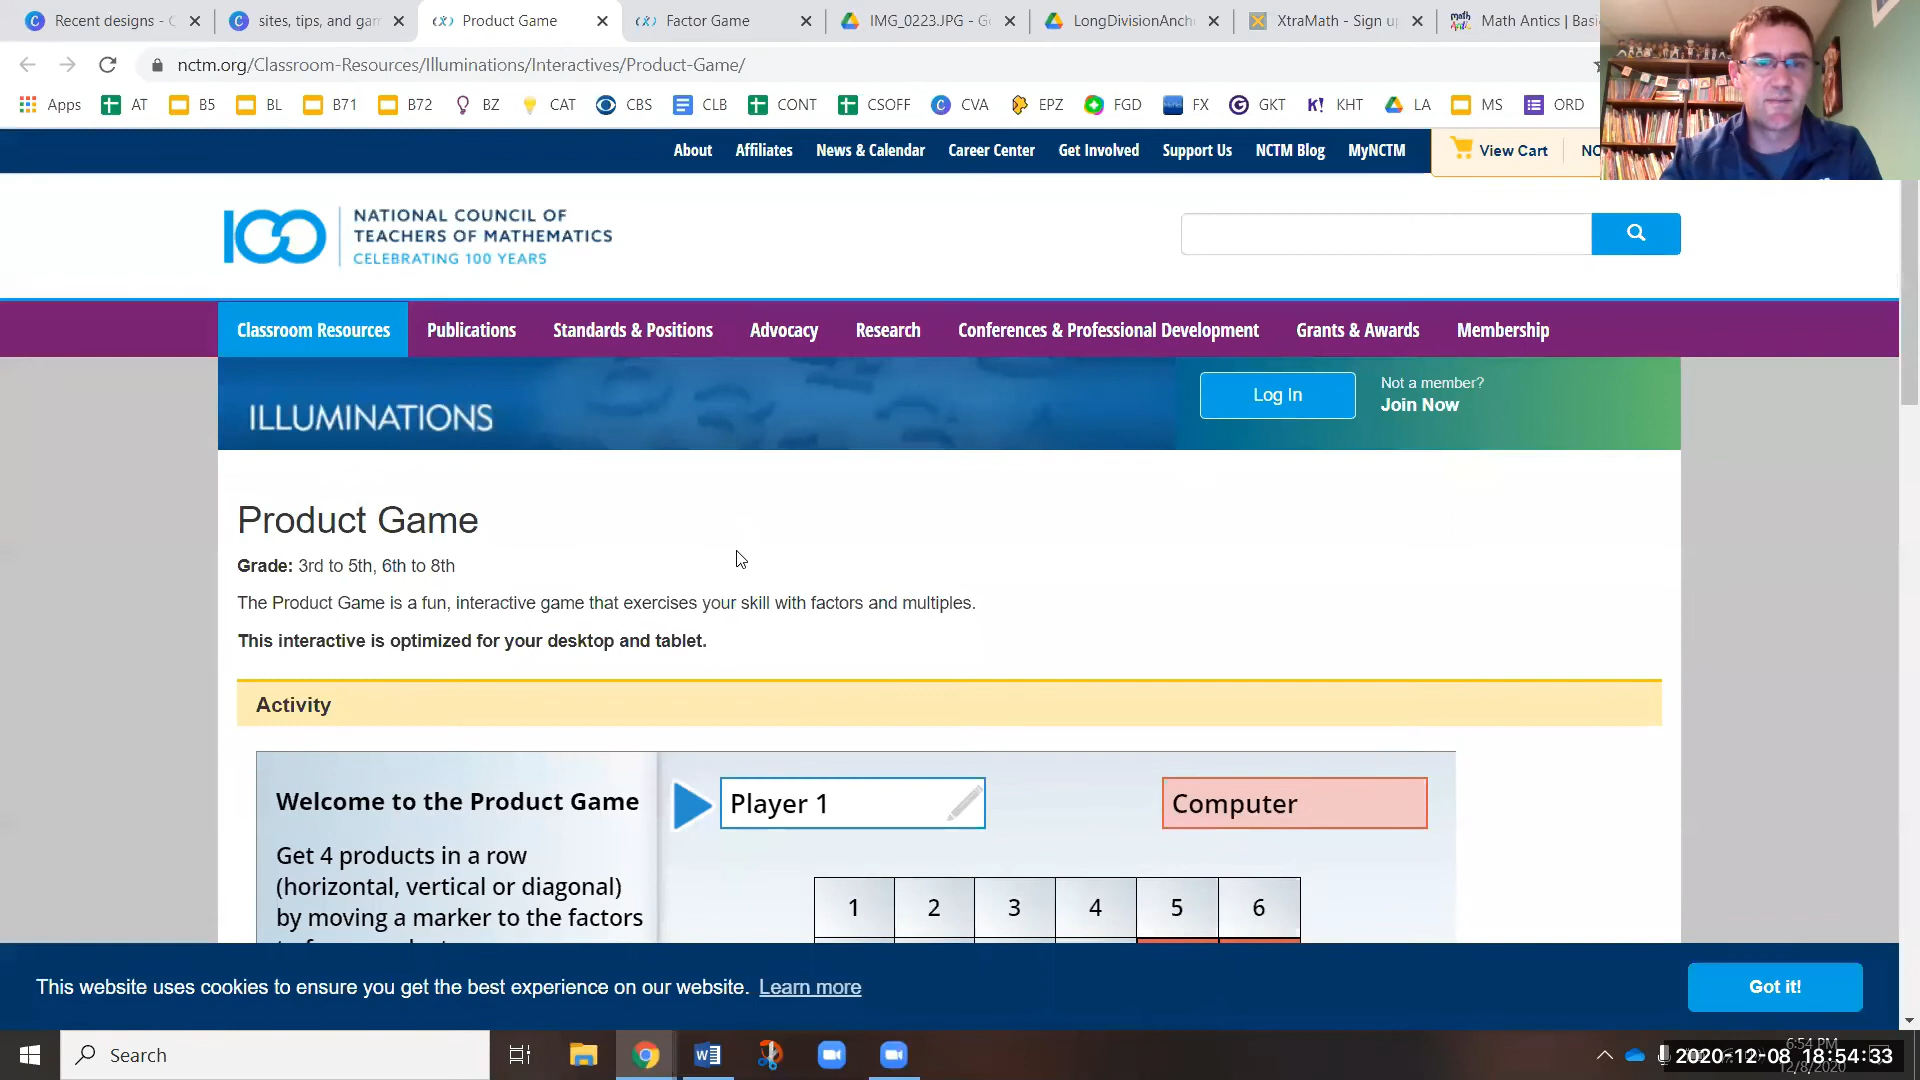 Recent designs - C
sites, tips, and gam
Product Game
Factor Game
IMG_0223.JPG - G
LongDivisionAnch
XtraMath - Sign u
Math Antics | Basi
nctm.org/Classroom-Resources/Illuminations/Interactives/Product-Game/
Apps AT B5 BL B71 B72 BZ CAT CBS CLB CONT CSOFF CVA EPZ FGD FX GKT KHT LA MS ORD
About Affiliates News & Calendar Career Center Get Involved Support Us NCTM Blog MyNCTM View Cart NC
100
NATIONAL COUNCIL OF
TEACHERS OF MATHEMATICS
CELEBRATING 100 YEARS
Classroom Resources Publications Standards & Positions Advocacy Research Conferences & Professional Development Grants & Awards Membership
ILLUMINATIONS
Log In
Not a member?
Join Now
Product Game
Grade: 3rd to 5th, 6th to 8th
The Product Game is a fun, interactive game that exercises your skill with factors and multiples.
This interactive is optimized for your desktop and tablet.
Activity
Welcome to the Product Game
Get 4 products in a row
(horizontal, vertical or diagonal)
by moving a marker to the factors
Player 1
Computer
1 2 3 4 5 6
This website uses cookies to ensure you get the best experience on our website. Learn more
Got it!
Search
6:54 PM
2020-12-08 18:54:33
12/8/2020